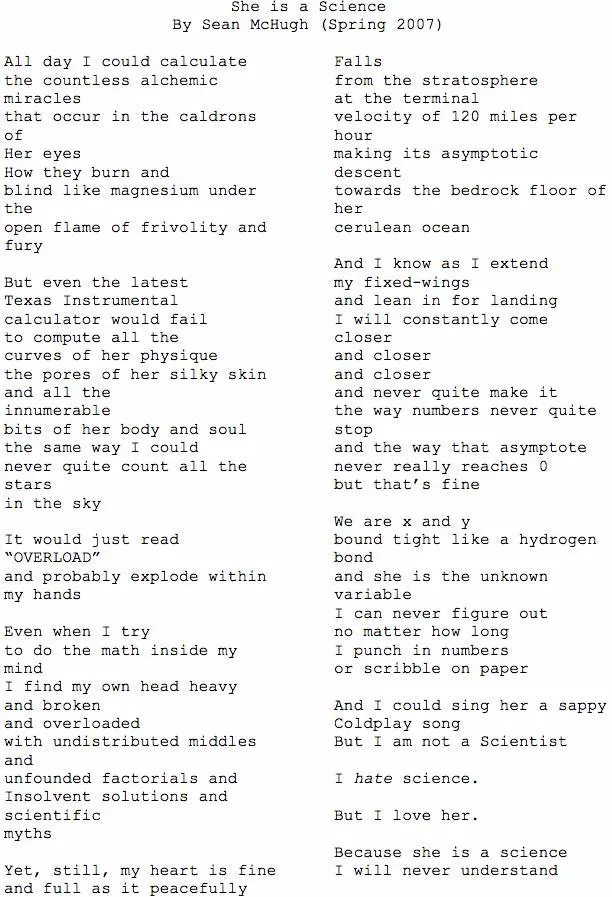 She is a Science
By Sean McHugh (Spring 2007)
All day I could calculate
the countless alchemic
miracles
that occur in the caldrons
of
Her eyes
How they burn and
blind like magnesium under
the
open flame of frivolity and
fury
But even the latest
Texas Instrumental
calculator would fail
to compute all the
curves of her physique
the pores of her silky skin
and all the
innumerable
bits of her body and soul
the same way I could
never quite count all the
stars
in the sky
It would just read
“OVERLOAD”
and probably explode within
my hands
Even when I try
to do the math inside my
mind
I find my own head heavy
and broken
and overloaded
with undistributed middles
and
unfounded factorials and
Insolvent solutions and
scientific
myths
Yet, still, my heart is fine
and full as it peacefully
Falls
from the stratosphere
at the terminal
velocity of 120 miles per
hour
making its asymptotic
descent
towards the bedrock floor of
her
cerulean ocean
And I know as I extend
my fixed-wings
and lean in for landing
I will constantly come
closer
and closer
and closer
and never quite make it
the way numbers never quite
stop
and the way that asymptote
never really reaches 0
but that’s fine
We are x and y
bound tight like a hydrogen
bond
and she is the unknown
variable
I can never figure out
no matter how long
I punch in numbers
or scribble on paper
And I could sing her a sappy
Coldplay song
But I am not a Scientist
I hate science.
But I love her.
Because she is a science
I will never understand